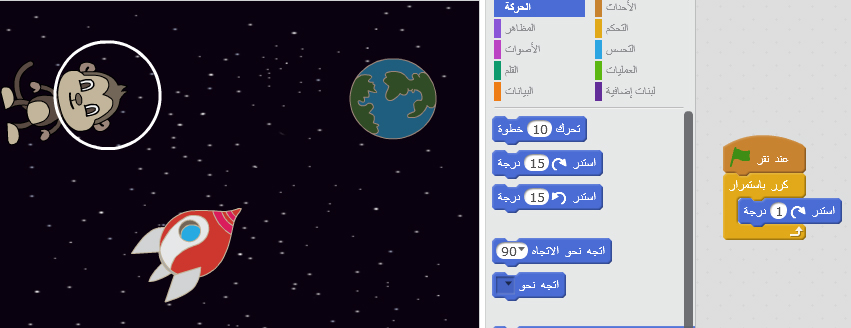 الحركة
الأحداث
المظاهر
التحكم
الأصوات
التحسس
القلم
العمليات
البيانات
لبنات إضافية
تحرك 10 خطوة
استدر 15 درجة
استدر 15 درجة
اتجه نحو الاتجاه 90
اتجه نحو
عند نقر
كرر باستمرار
استدر 1 درجة